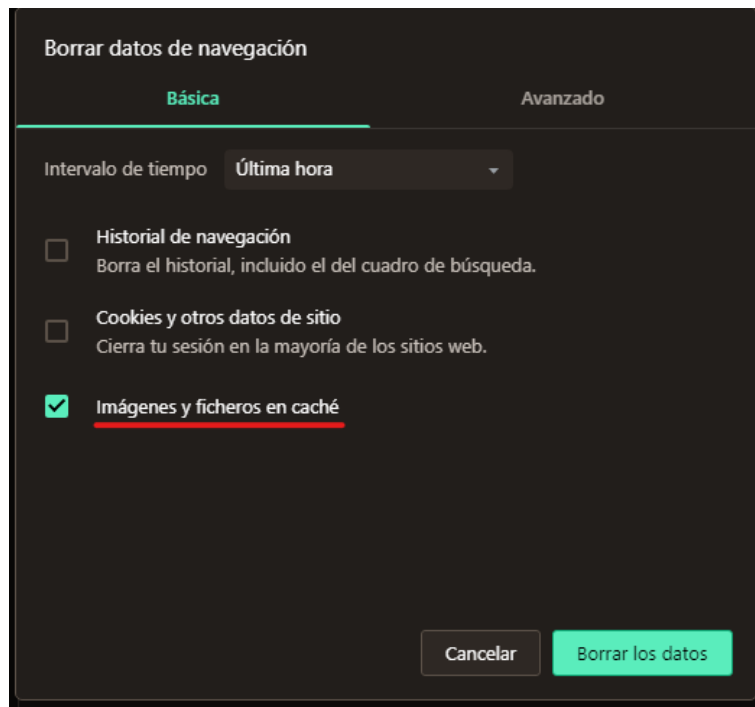 Borrar datos de navegación
Básica
Avanzado
Intervalo de tiempo
Última hora
Historial de navegación
Borra el historial, incluido el del cuadro de búsqueda.
Cookies y otros datos de sitio
Cierra tu sesión en la mayoría de los sitios web.
Imágenes y ficheros en caché
Cancelar
Borrar los datos